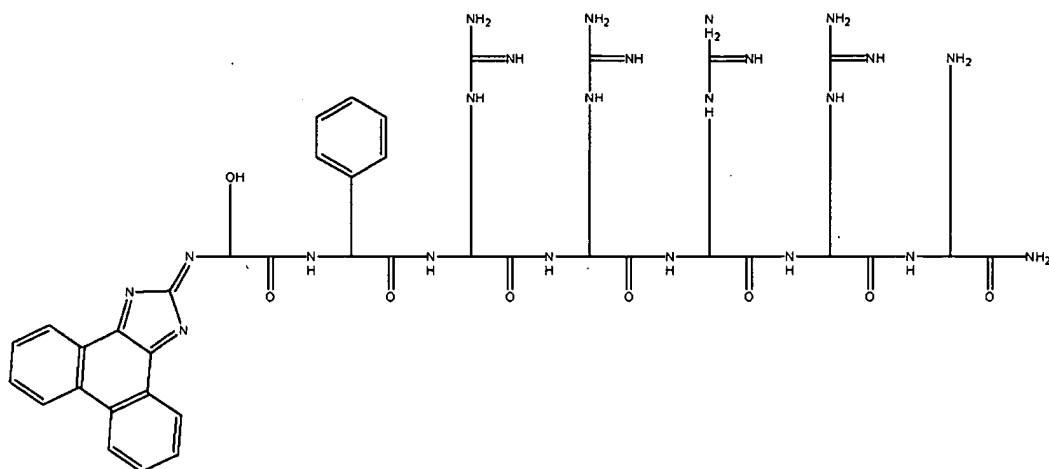 NH2 NH2 N NH2
H2
NH NH NH NH NH2
NH NH N NH
H
OH
N N N N N N N N NH2
H H H H H H
O O O O O O O
N
N